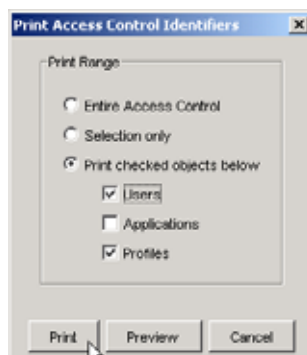 Print Access Control Identifiers
Print Range
Entire Access Control
Selection only
Print checked objects below
Users
Applications
Profiles
Print Preview Cancel